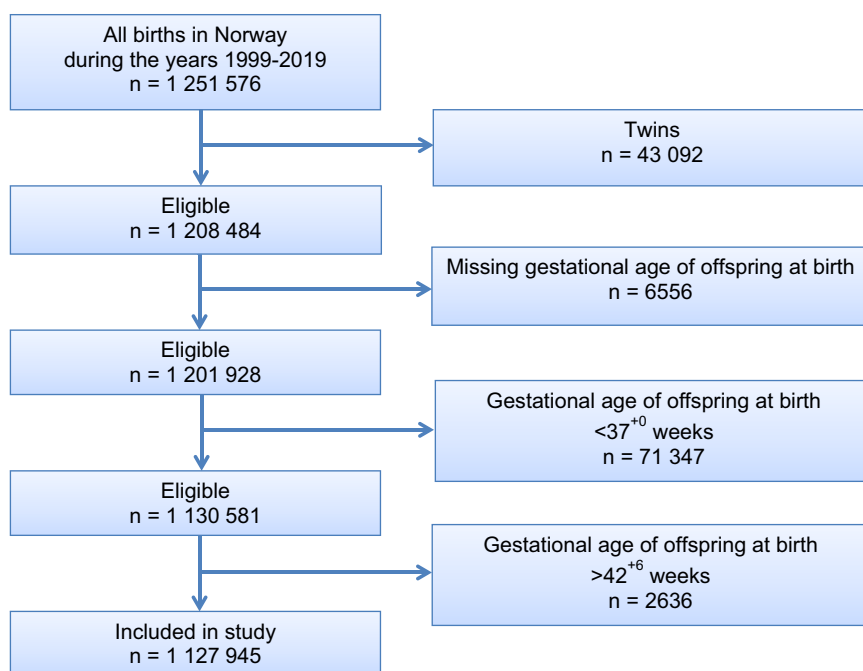 All births in Norway
during the years 1999-2019
n = 1 251 576
Twins
n = 43 092
Eligible
n = 1 208 484
Missing gestational age of offspring at birth
n = 6556
Eligible
n = 1 201 928
Gestational age of offspring at birth
<37⁺⁰ weeks
n = 71 347
Eligible
n = 1 130 581
Gestational age of offspring at birth
>42⁺⁶ weeks
n = 2636
Included in study
n = 1 127 945